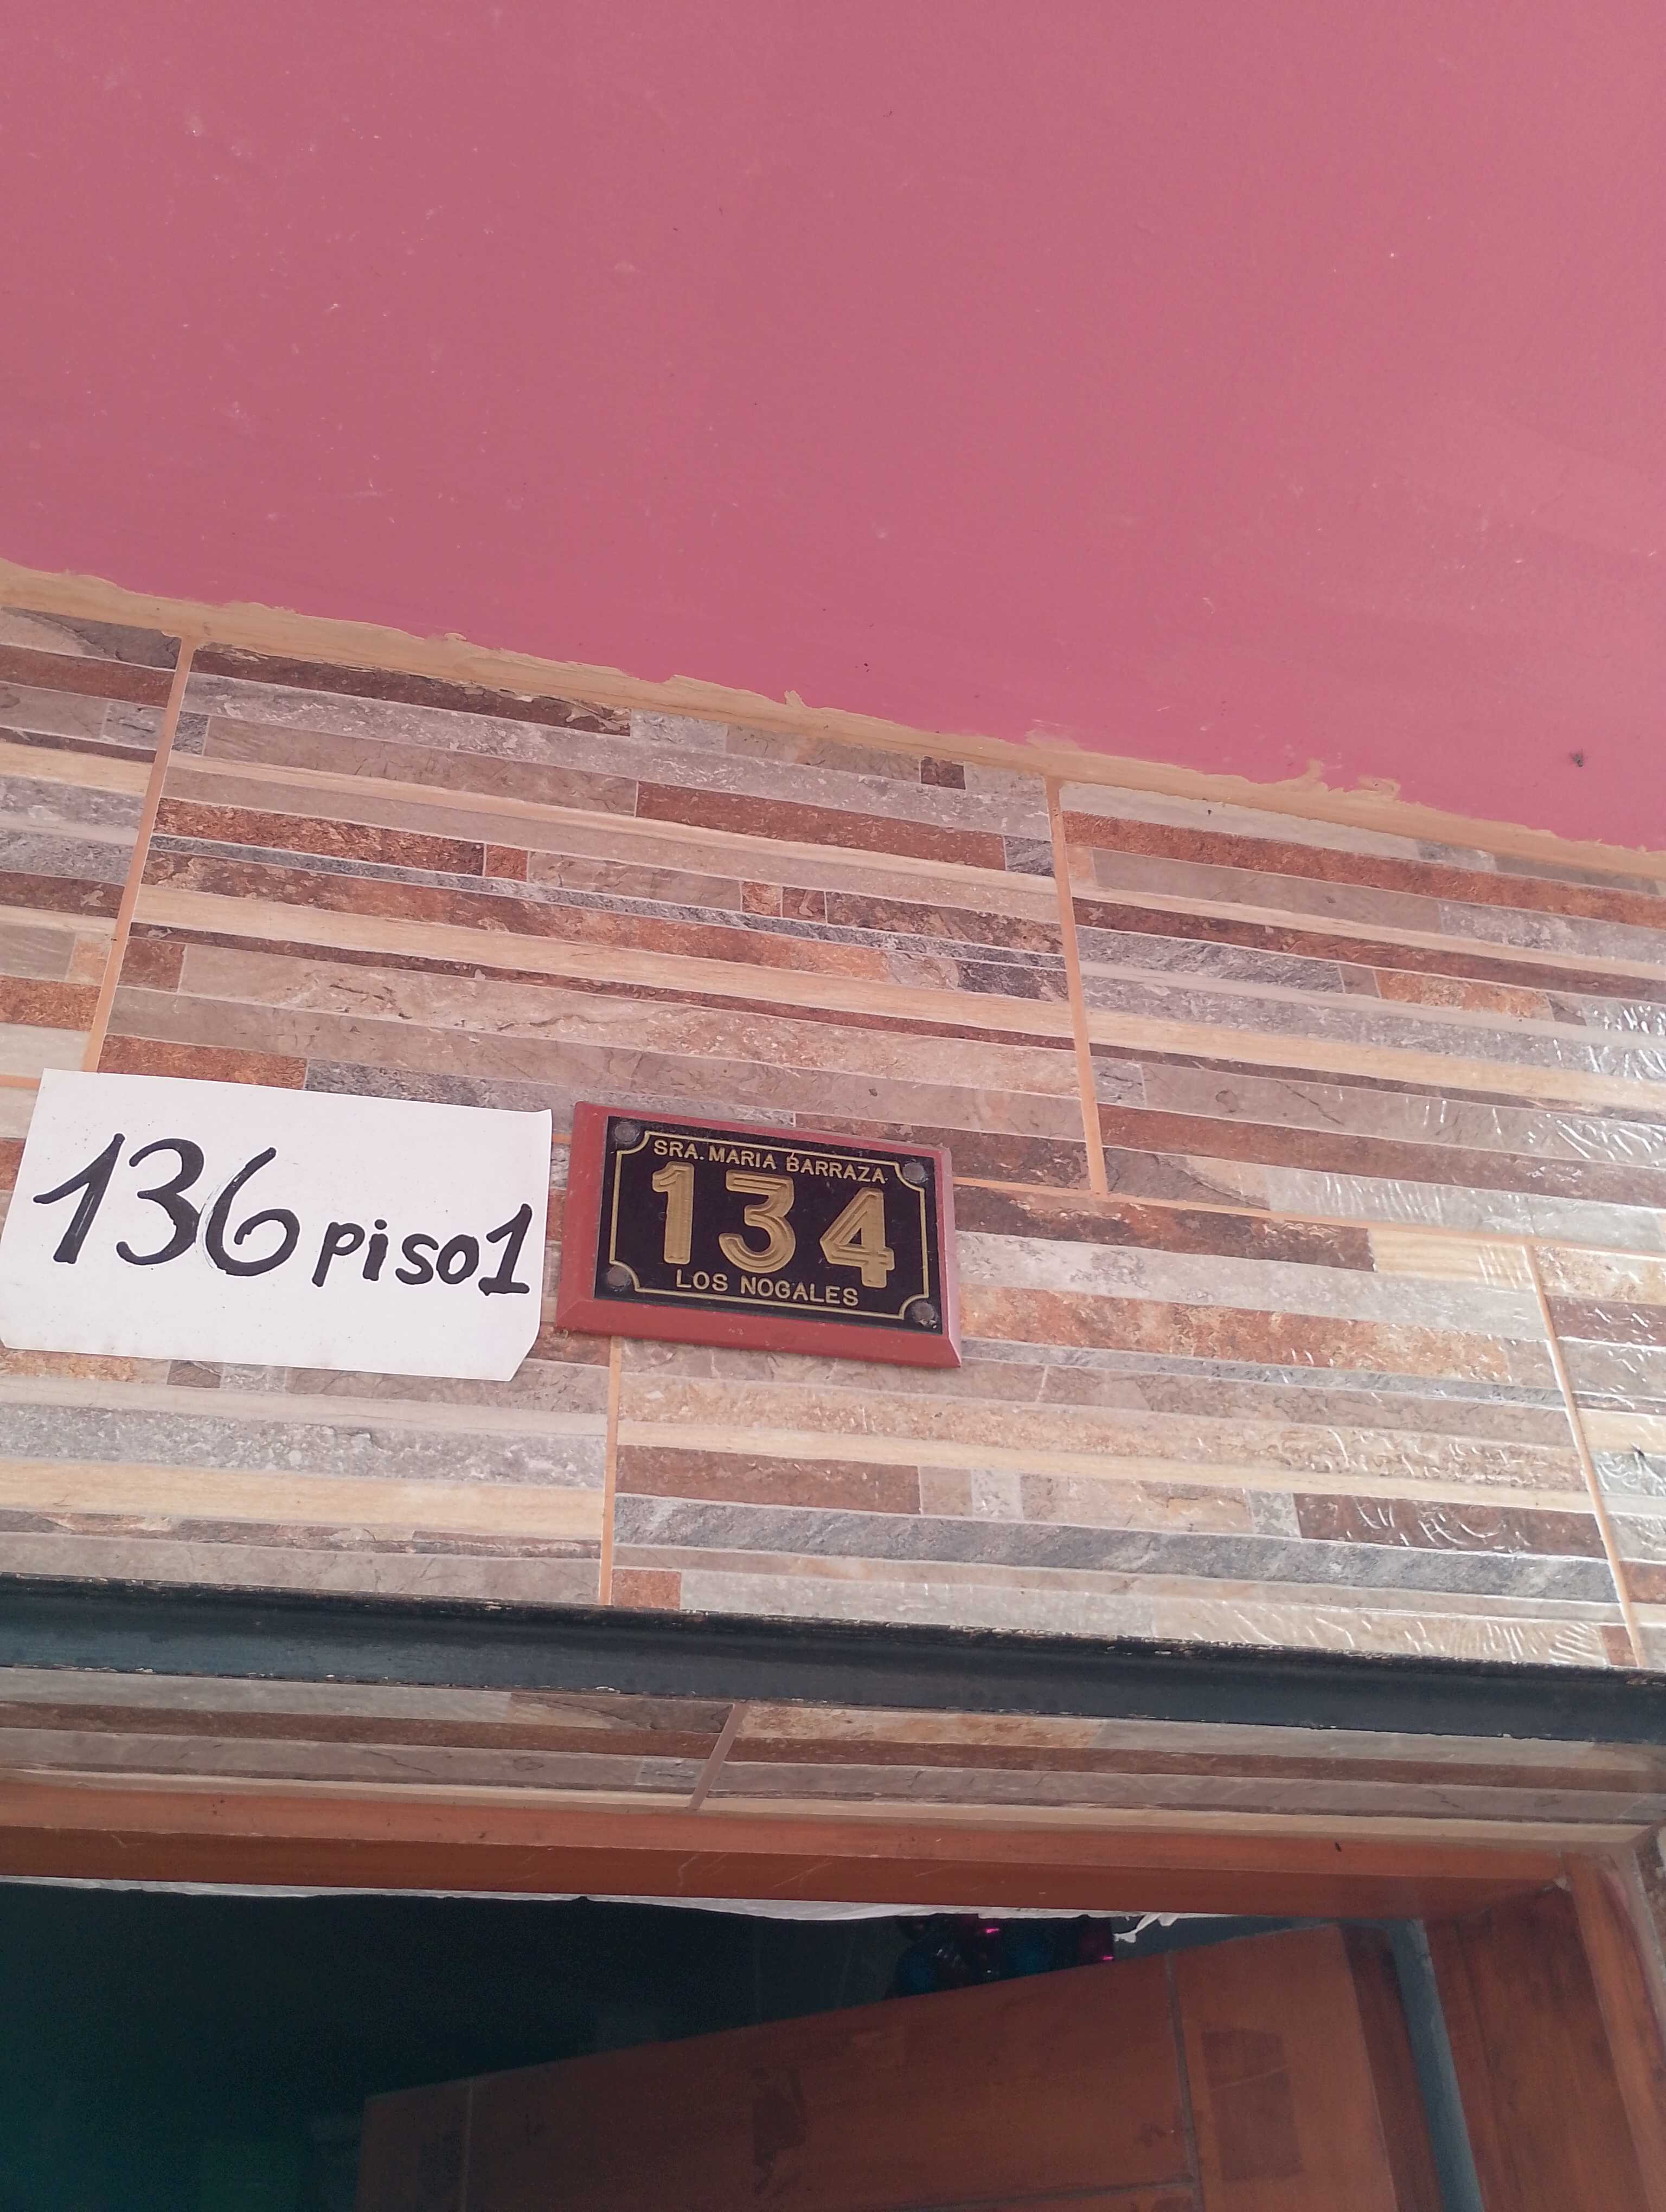 136 piso1
SRA. MARIA BARRAZA
134
LOS NOGALES